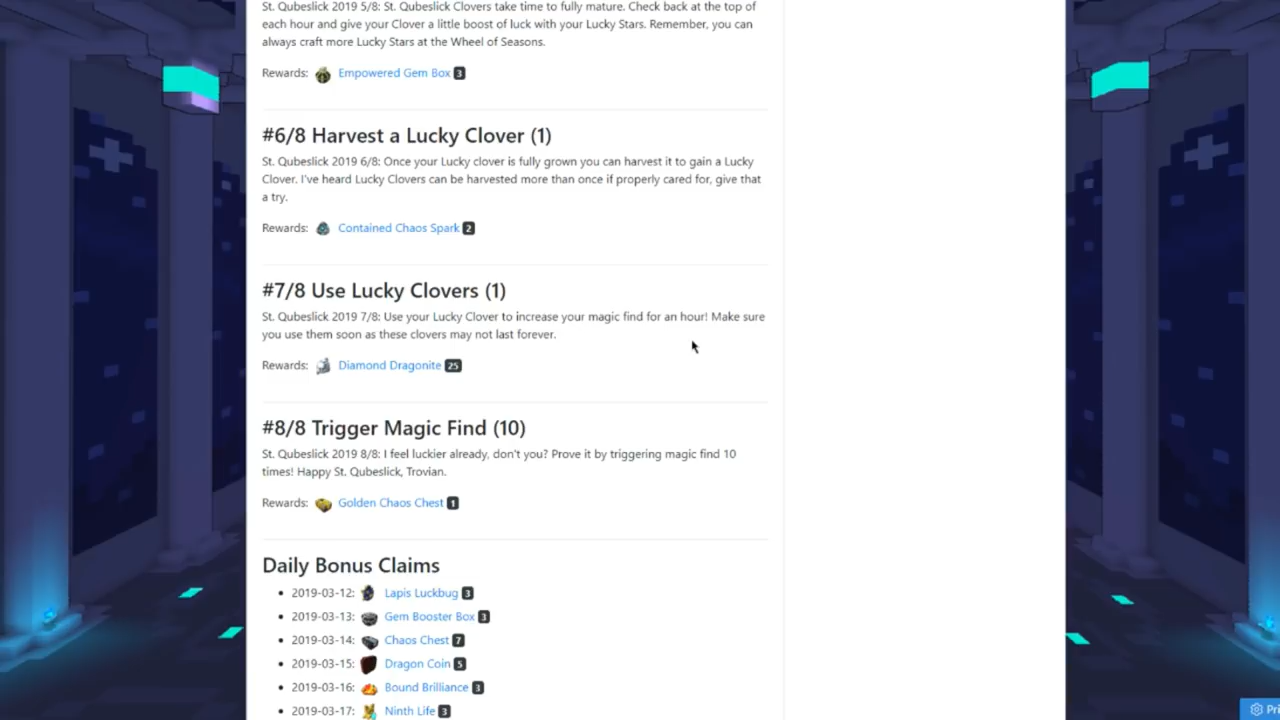 St. Qubeslick 2019 5/8: St. Qubeslick Clovers take time to fully mature. Check back at the top of
each hour and give your Clover a little boost of luck with your Lucky Stars. Remember, you can
always craft more Lucky Stars at the Wheel of Seasons.
Rewards: Empowered Gem Box 3
#6/8 Harvest a Lucky Clover (1)
St. Qubeslick 2019 6/8: Once your Lucky clover is fully grown you can harvest it to gain a Lucky
Clover. I've heard Lucky Clovers can be harvested more than once if properly cared for, give that
a try.
Rewards: Contained Chaos Spark 2
#7/8 Use Lucky Clovers (1)
St. Qubeslick 2019 7/8: Use your Lucky Clover to increase your magic find for an hour! Make sure
you use them soon as these clovers may not last forever.
Rewards: Diamond Dragonite 25
#8/8 Trigger Magic Find (10)
St. Qubeslick 2019 8/8: I feel luckier already, don't you? Prove it by triggering magic find 10
times! Happy St. Qubeslick, Trovian.
Rewards: Golden Chaos Chest 1
Daily Bonus Claims
• 2019-03-12: Lapis Luckbug 3
• 2019-03-13: Gem Booster Box 3
• 2019-03-14: Chaos Chest 7
• 2019-03-15: Dragon Coin 5
• 2019-03-16: Bound Brilliance 3
• 2019-03-17: Ninth Life 3
Pri